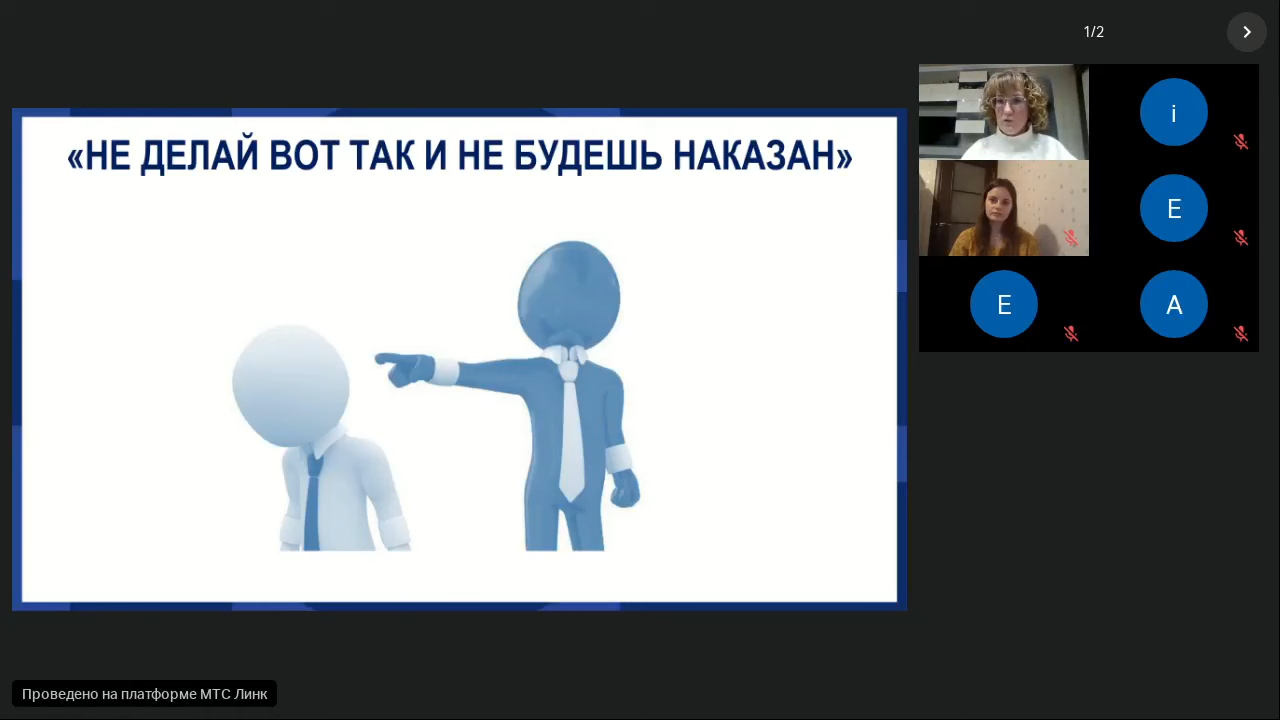 1/2
«НЕ ДЕЛАЙ ВОТ ТАК И НЕ БУДЕШЬ НАКАЗАН»
i
E
E
A
Проведено на платформе МТС Линк